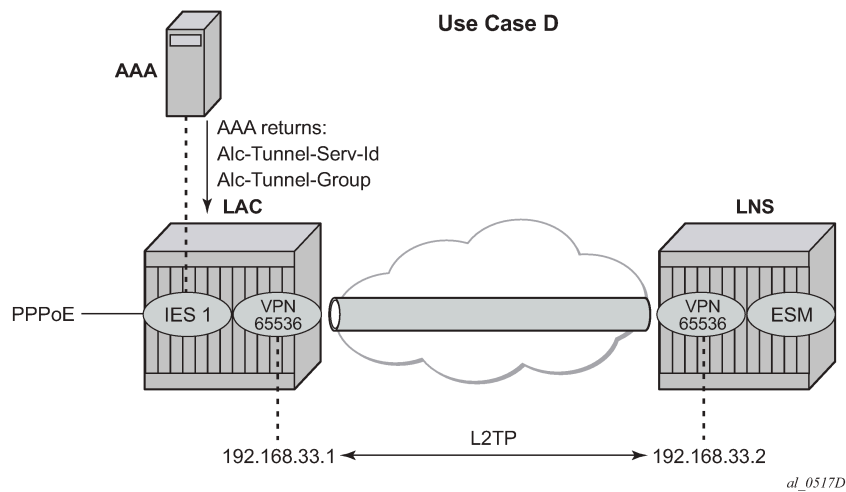 Use Case D
AAA
AAA returns:
Alc-Tunnel-Serv-Id
Alc-Tunnel-Group
LAC
LNS
PPPoE
IES 1
VPN
65536
VPN
65536
ESM
L2TP
192.168.33.1
192.168.33.2
al_0517D